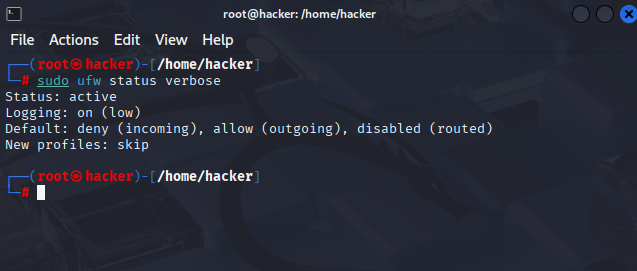 root@hacker: /home/hacker
File Actions Edit View Help
┌──(root㉿hacker)-[/home/hacker]
└─# sudo ufw status verbose
Status: active
Logging: on (low)
Default: deny (incoming), allow (outgoing), disabled (routed)
New profiles: skip
┌──(root㉿hacker)-[/home/hacker]
└─#